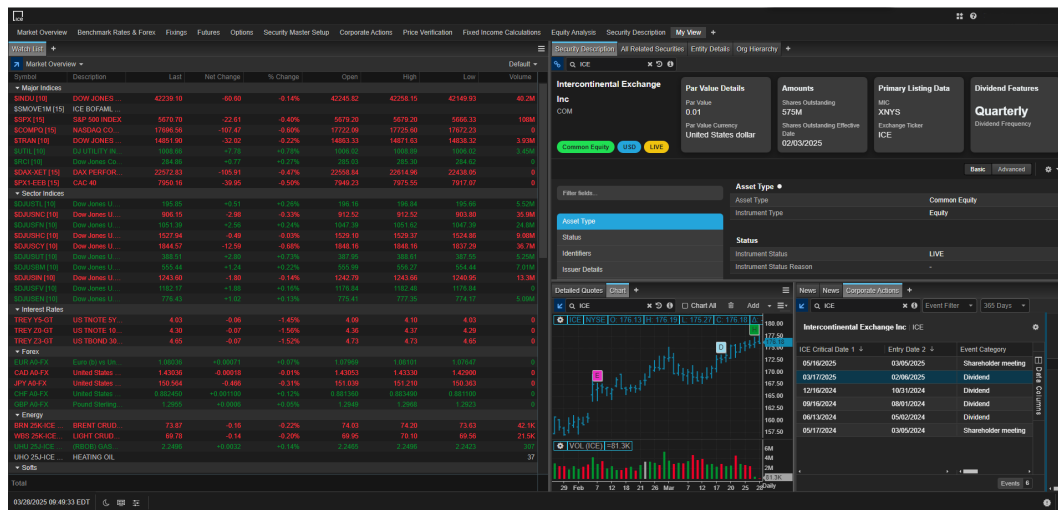 ice
Market Overview Benchmark Rates & Forex Fixings Futures Options Security Master Setup Corporate Actions Price Verification Fixed Income Calculations Equity Analysis Security Description My View +
Watch List +
Market Overview Default
Symbol Description Last Net Change % Change Open High Low Volume
Major Indices
$INDU [10] DOW JONES ... 42239.10 -60.60 -0.14% 42245.82 42258.15 42149.93 40.2M
$SMOVE1M [15] ICE BOFAML ...
$SPX [15] S&P 500 INDEX 5670.70 -22.61 -0.40% 5679.20 5679.20 5666.33 108M
$COMPQ [15] NASDAQ CO... 17696.56 -107.47 -0.60% 17722.09 17725.60 17672.23 0
$TRAN [10] DOW JONES ... 14851.90 -32.02 -0.22% 14863.33 14871.63 14838.32 3.93M
$UTIL [10] DJ UTILITY IN... 1008.66 +7.78 +0.78% 1006.02 1008.89 1006.02 3.45M
$RCI [10] Dow Jones Co... 284.86 +0.77 +0.27% 285.03 285.30 284.62 0
$DAX-XET [15] DAX PERFOR... 22572.83 -105.91 -0.47% 22558.84 22614.96 22438.05 0
$PX1-EEB [15] CAC 40 7950.16 -39.95 -0.50% 7949.23 7975.55 7917.07 0
Sector Indices
$DJUSTL [10] Dow Jones U... 195.85 +0.51 +0.26% 196.16 196.84 195.66 5.52M
$DJUSNC [10] Dow Jones U... 906.15 -2.98 -0.33% 912.52 912.52 903.80 35.9M
$DJUSFN [10] Dow Jones U... 1051.39 +2.56 +0.24% 1047.39 1051.62 1047.39 24.8M
$DJUSHC [10] Dow Jones U... 1527.94 -0.49 -0.03% 1529.10 1529.37 1524.86 9.88M
$DJUSCY [10] Dow Jones U... 1844.57 -12.59 -0.68% 1848.16 1848.16 1837.29 36.7M
$DJUSUT [10] Dow Jones U... 388.51 +2.80 +0.73% 387.95 388.61 387.55 5.25M
$DJUSBM [10] Dow Jones U... 555.44 +1.24 +0.22% 555.99 556.27 554.44 7.01M
$DJUSIN [10] Dow Jones U... 1243.60 -1.80 -0.14% 1242.79 1243.66 1240.95 13.3M
$DJUSFV [10] Dow Jones U... 1182.17 +1.88 +0.16% 1176.84 1182.48 1176.84 0
$DJUSEN [10] Dow Jones U... 776.43 +1.02 +0.13% 775.41 777.35 774.17 5.09M
Interest Rates
TREY Y5-GT US TNOTE 5Y... 4.03 -0.06 -1.45% 4.09 4.10 4.03 0
TREY Z0-GT US TNOTE 10... 4.30 -0.07 -1.56% 4.36 4.37 4.29 0
TREY Z3-GT US TBOND 30... 4.65 -0.07 -1.52% 4.73 4.73 4.65 0
Forex
EUR A0-FX Euro (to) vs Un... 1.08036 +0.00071 +0.07% 1.07969 1.08101 1.07647 0
CAD A0-FX United States ... 1.43036 -0.00018 -0.01% 1.43053 1.43330 1.42900 0
JPY A0-FX United States ... 150.564 -0.466 -0.31% 151.039 151.210 150.383 0
CHF A0-FX United States ... 0.882450 +0.001100 +0.12% 0.881360 0.883490 0.881100 0
GBP A0-FX Pound Sterling... 1.2955 +0.0006 +0.05% 1.2949 1.2968 1.2923 0
Energy
BRN 25K-ICE ... BRENT CRUD... 73.87 -0.16 -0.22% 74.03 74.20 73.63 42.1K
WBS 25K-ICE ... LIGHT CRUD... 69.78 -0.14 -0.20% 69.95 70.10 69.56 21.5K
UHU 25J-ICE ... (RBOB) GAS... 2.2498 +0.0032 +0.14% 2.2465 2.2486 2.2423 307
UHO 25J-ICE ... HEATING OIL 37
Softs
Total
03/28/2025 09:49:33 EDT
Security Description All Related Securities Entity Details Org Hierarchy +
ICE
Intercontinental Exchange Inc
COM
Common Equity USD LIVE
Par Value Details
Par Value
0.01
Par Value Currency
United States dollar
Amounts
Shares Outstanding
575M
Shares Outstanding Effective Date
02/03/2025
Primary Listing Data
MIC
XNYS
Exchange Ticker
ICE
Dividend Features
Quarterly
Dividend Frequency
Basic Advanced
Filter fields...
Asset Type
Status
Identifiers
Issuer Details
Asset Type
Asset Type Common Equity
Instrument Type Equity
Status
Instrument Status LIVE
Instrument Status Reason -
Detailed Quotes Chart +
ICE Chart All Add
ICE NYSE O: 176.13 H: 176.19 L: 175.27 C: 176.18
180.00
177.50
176.18
175.00
172.50
170.00
167.50
165.00
162.50
160.00
157.50
E
D
VOL (ICE) =81.3K
6M
4M
2M
81.3K
29 Feb 7 12 18 21 26 Mar 7 12 17 20 25 28 Daily
News News Corporate Actions +
ICE Event Filter 365 Days
Intercontinental Exchange Inc ICE
ICE Critical Date 1 Entry Date 2 Event Category
05/16/2025 03/05/2025 Shareholder meeting
03/17/2025 02/06/2025 Dividend
12/16/2024 10/31/2024 Dividend
09/16/2024 08/01/2024 Dividend
06/13/2024 05/02/2024 Dividend
05/17/2024 03/05/2024 Shareholder meeting
Data Columns
Events 6